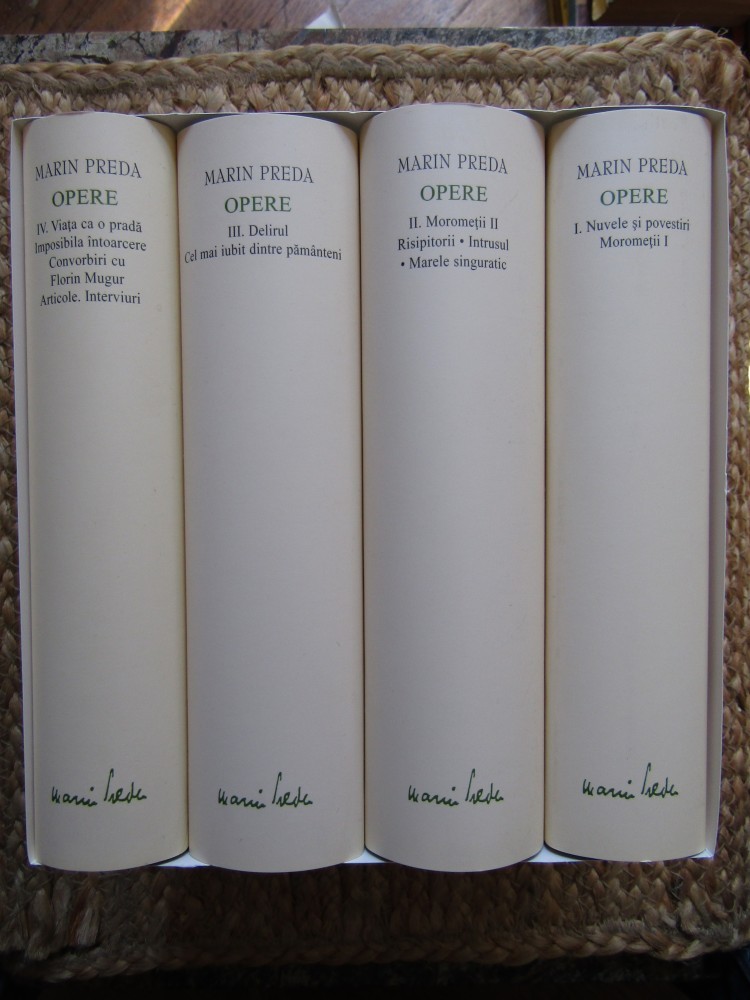 MARIN PREDA
OPERE
IV. Viața ca o pradă
Imposibila întoarcere
Convorbiri cu
Florin Mugur
Articole. Interviuri
Marin Preda
MARIN PREDA
OPERE
III. Delirul
Cel mai iubit dintre pământeni
Marin Preda
MARIN PREDA
OPERE
II. Moromeții II
Risipitorii • Intrusul
• Marele singuratic
Marin Preda
MARIN PREDA
OPERE
I. Nuvele și povestiri
Moromeții I
Marin Preda